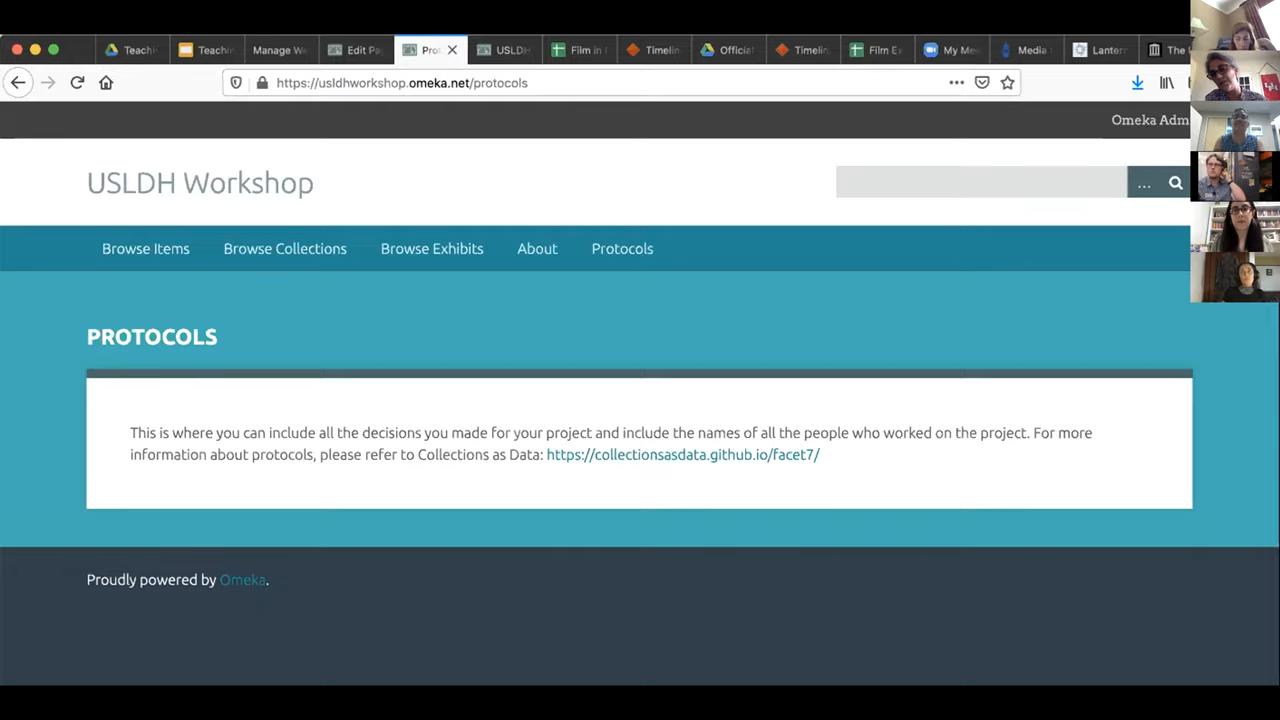 Teachi
Teachin
Manage We
Edit Pa
Pro
USLDH
Film in
Timelin
Officia
Timelin
Film Ex
My Mee
Media
Lantern
The U
https://usldhworkshop.omeka.net/protocols
Omeka Adm
USLDH Workshop
...
Browse Items
Browse Collections
Browse Exhibits
About
Protocols
PROTOCOLS
This is where you can include all the decisions you made for your project and include the names of all the people who worked on the project. For more
information about protocols, please refer to Collections as Data: https://collectionsasdata.github.io/facet7/
Proudly powered by Omeka.